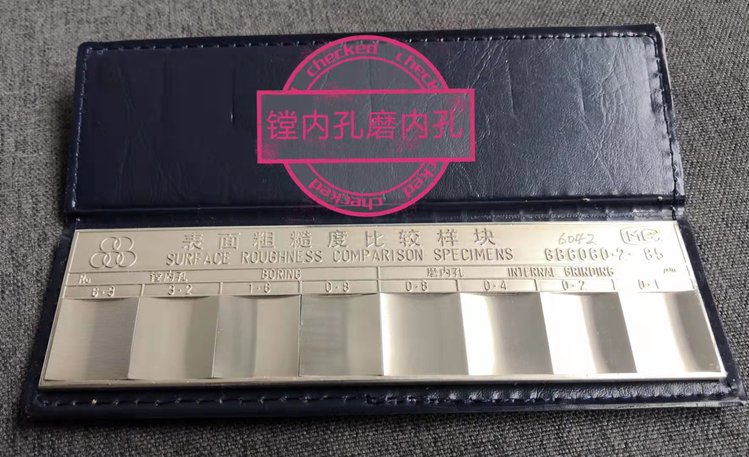 checked checked
镗内孔磨内孔
checked
表面粗糙度比较样块
6042
MC
SURFACE ROUGHNESS COMPARISON SPECIMENS
GB6060·2-85
镗内孔
BORING
磨内孔
INTERNAL GRINDING
μm
6·3
3·2
1·6
0·8
0·8
0·4
0·2
0·1